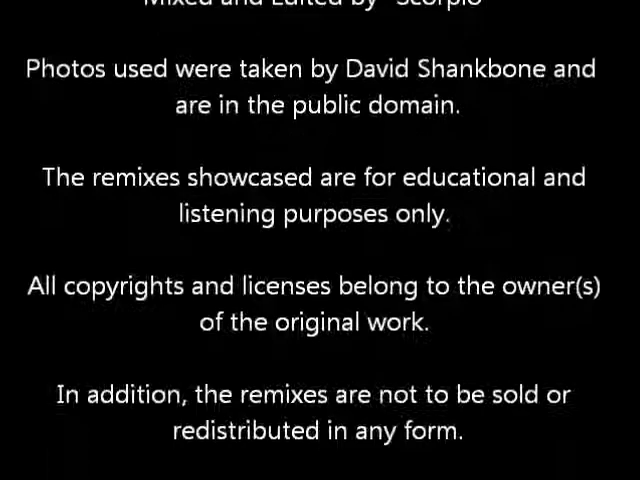 Mixed and Edited by "Scorpio"
Photos used were taken by David Shankbone and
are in the public domain.
The remixes showcased are for educational and
listening purposes only.
All copyrights and licenses belong to the owner(s)
of the original work.
In addition, the remixes are not to be sold or
redistributed in any form.